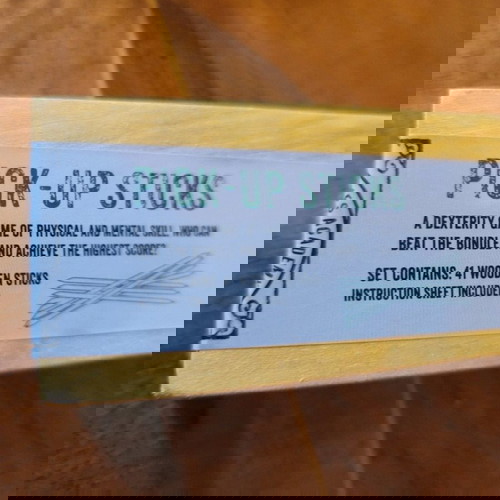 PICK-UP STICKS
A DEXTERITY GAME OF PHYSICAL AND MENTAL SKILL. WHO CAN
BEAT THE BUNDLE AND ACHIEVE THE HIGHEST SCORE?
SET CONTAINS: 41 WOODEN STICKS
INSTRUCTION SHEET INCLUDED